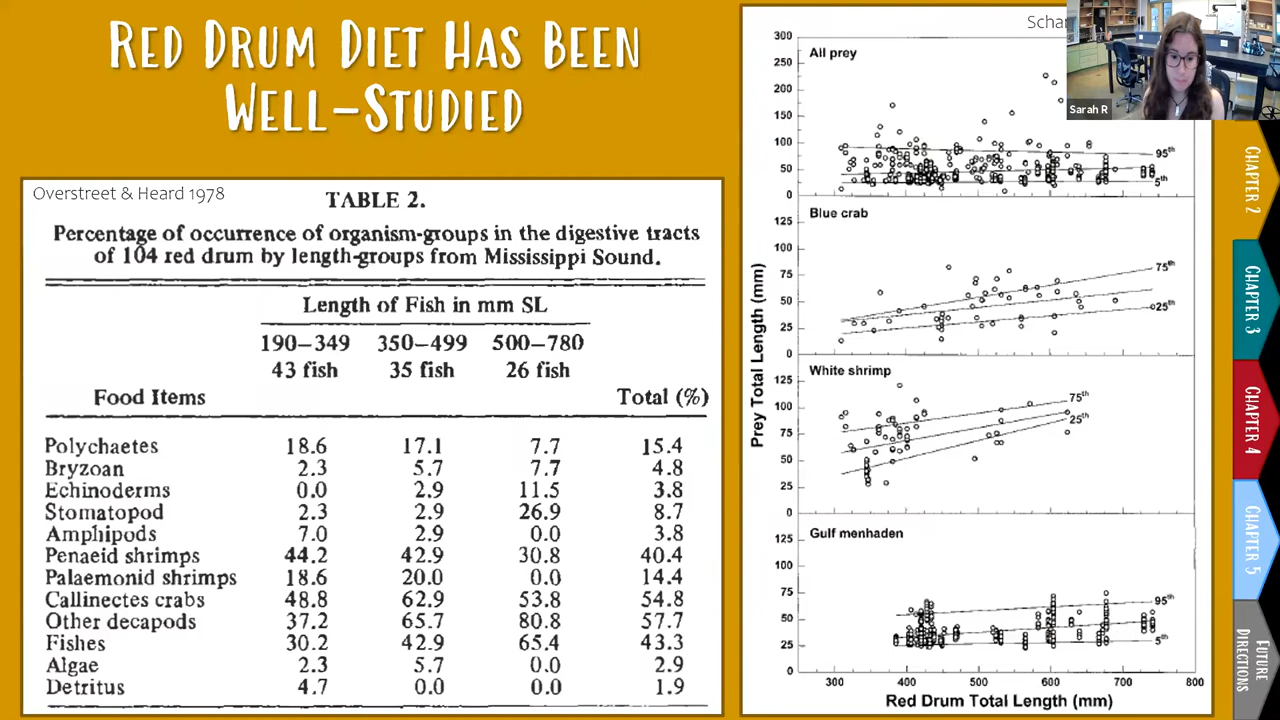 RED DRUM DIET HAS BEEN
WELL-STUDIED
Overstreet & Heard 1978
TABLE 2.
Percentage of occurrence of organism-groups in the digestive tracts
of 104 red drum by length-groups from Mississippi Sound.
Length of Fish in mm SL
190–349 350–499 500–780
43 fish 35 fish 26 fish
Food Items Total (%)
Polychaetes 18.6 17.1 7.7 15.4
Bryzoan 2.3 5.7 7.7 4.8
Echinoderms 0.0 2.9 11.5 3.8
Stomatopod 2.3 2.9 26.9 8.7
Amphipods 7.0 2.9 0.0 3.8
Penaeid shrimps 44.2 42.9 30.8 40.4
Palaemonid shrimps 18.6 20.0 0.0 14.4
Callinectes crabs 48.8 62.9 53.8 54.8
Other decapods 37.2 65.7 80.8 57.7
Fishes 30.2 42.9 65.4 43.3
Algae 2.3 5.7 0.0 2.9
Detritus 4.7 0.0 0.0 1.9
Sarah R
Prey Total Length (mm)
300
250
200
150
100
50
0
All prey
95th
5th
125
100
75
50
25
0
Blue crab
75th
25th
125
100
75
50
25
0
White shrimp
75th
25th
125
100
75
50
25
0
Gulf menhaden
95th
5th
300 400 500 600 700 800
Red Drum Total Length (mm)
CHAPTER 2
CHAPTER 3
CHAPTER 4
CHAPTER 5
FUTURE
DIRECTIONS